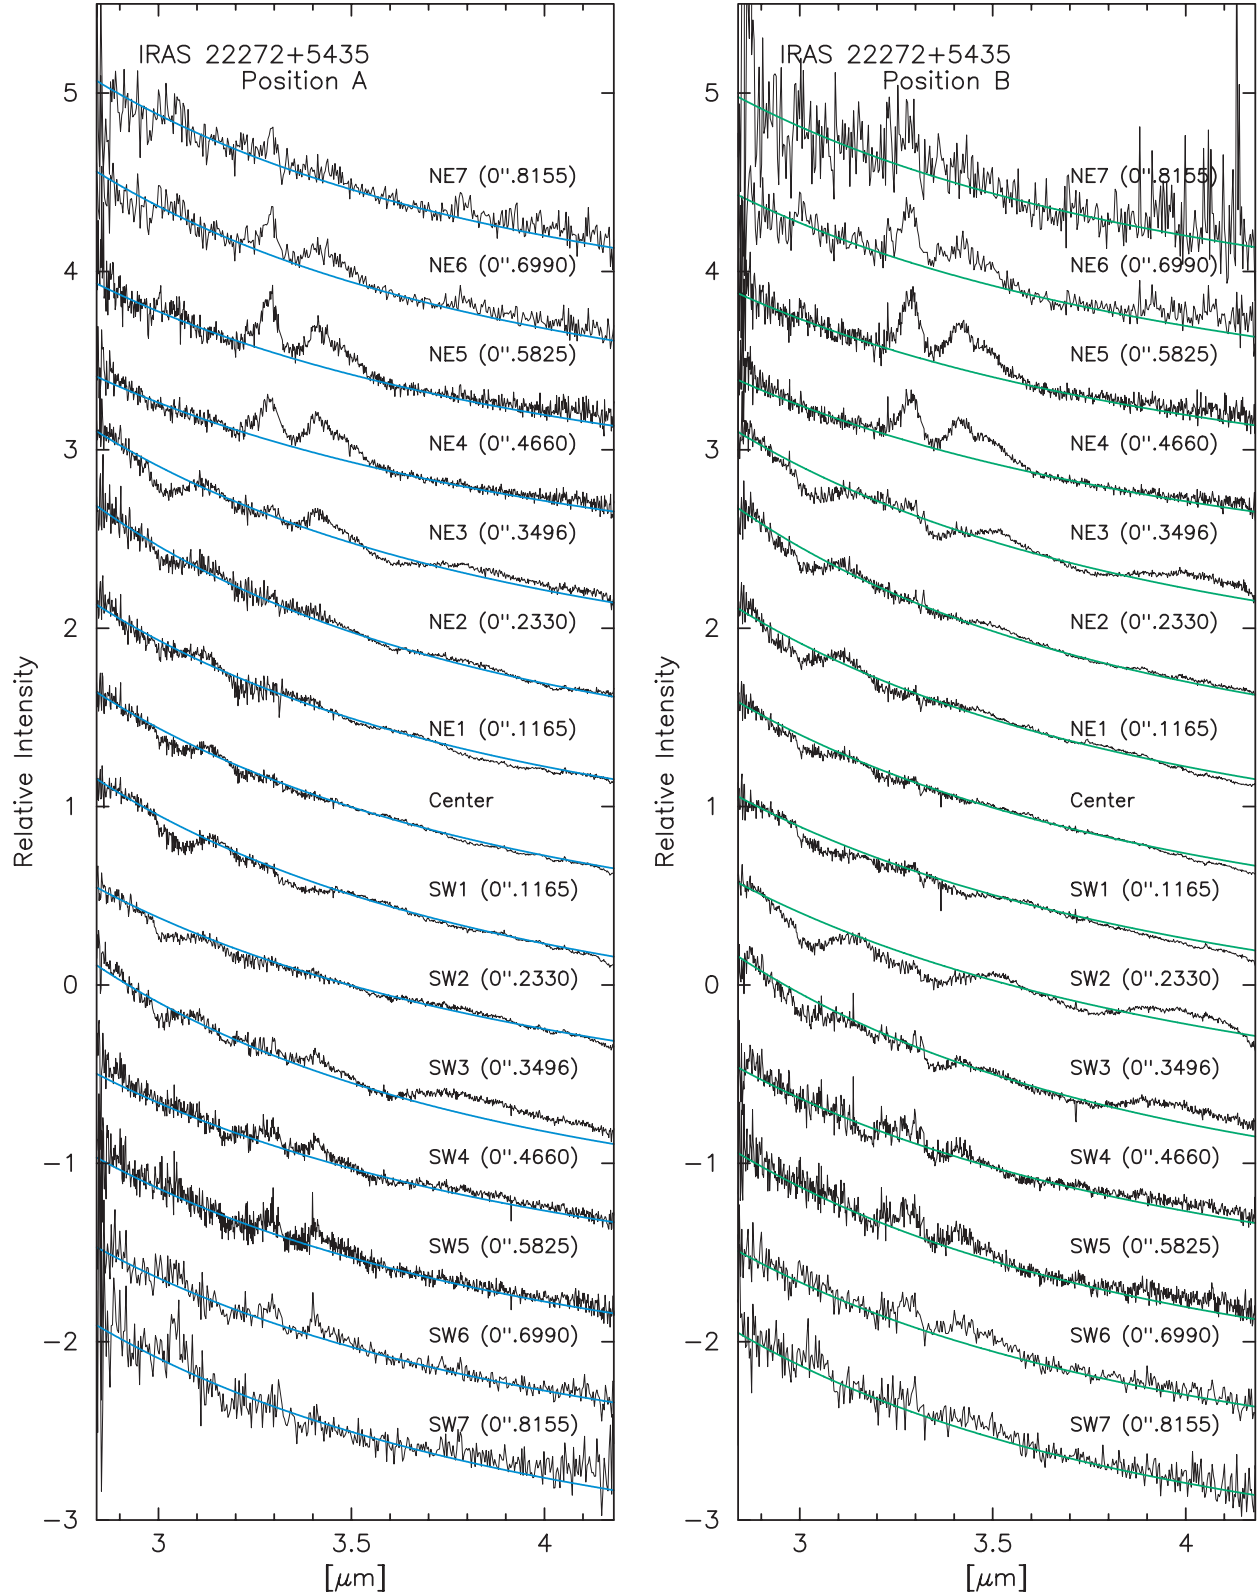 IRAS 22272+5435
Position A
5
4
3
2
1
0
−1
−2
−3
Relative Intensity
NE7 (0".8155)
NE6 (0".6990)
NE5 (0".5825)
NE4 (0".4660)
NE3 (0".3496)
NE2 (0".2330)
NE1 (0".1165)
Center
SW1 (0".1165)
SW2 (0".2330)
SW3 (0".3496)
SW4 (0".4660)
SW5 (0".5825)
SW6 (0".6990)
SW7 (0".8155)
3
3.5
4
[μm]
IRAS 22272+5435
Position B
5
4
3
2
1
0
−1
−2
−3
Relative Intensity
NE7 (0".8155)
NE6 (0".6990)
NE5 (0".5825)
NE4 (0".4660)
NE3 (0".3496)
NE2 (0".2330)
NE1 (0".1165)
Center
SW1 (0".1165)
SW2 (0".2330)
SW3 (0".3496)
SW4 (0".4660)
SW5 (0".5825)
SW6 (0".6990)
SW7 (0".8155)
3
3.5
4
[μm]